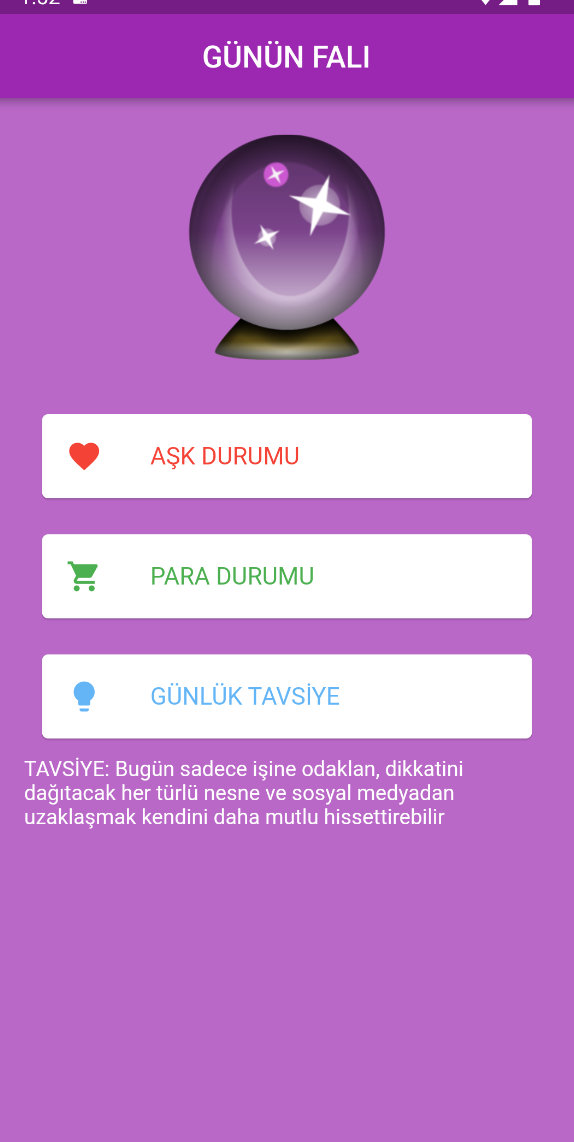 GÜNÜN FALI
AŞK DURUMU
PARA DURUMU
GÜNLÜK TAVSİYE
TAVSİYE: Bugün sadece işine odaklan, dikkatini
dağıtacak her türlü nesne ve sosyal medyadan
uzaklaşmak kendini daha mutlu hissettirebilir